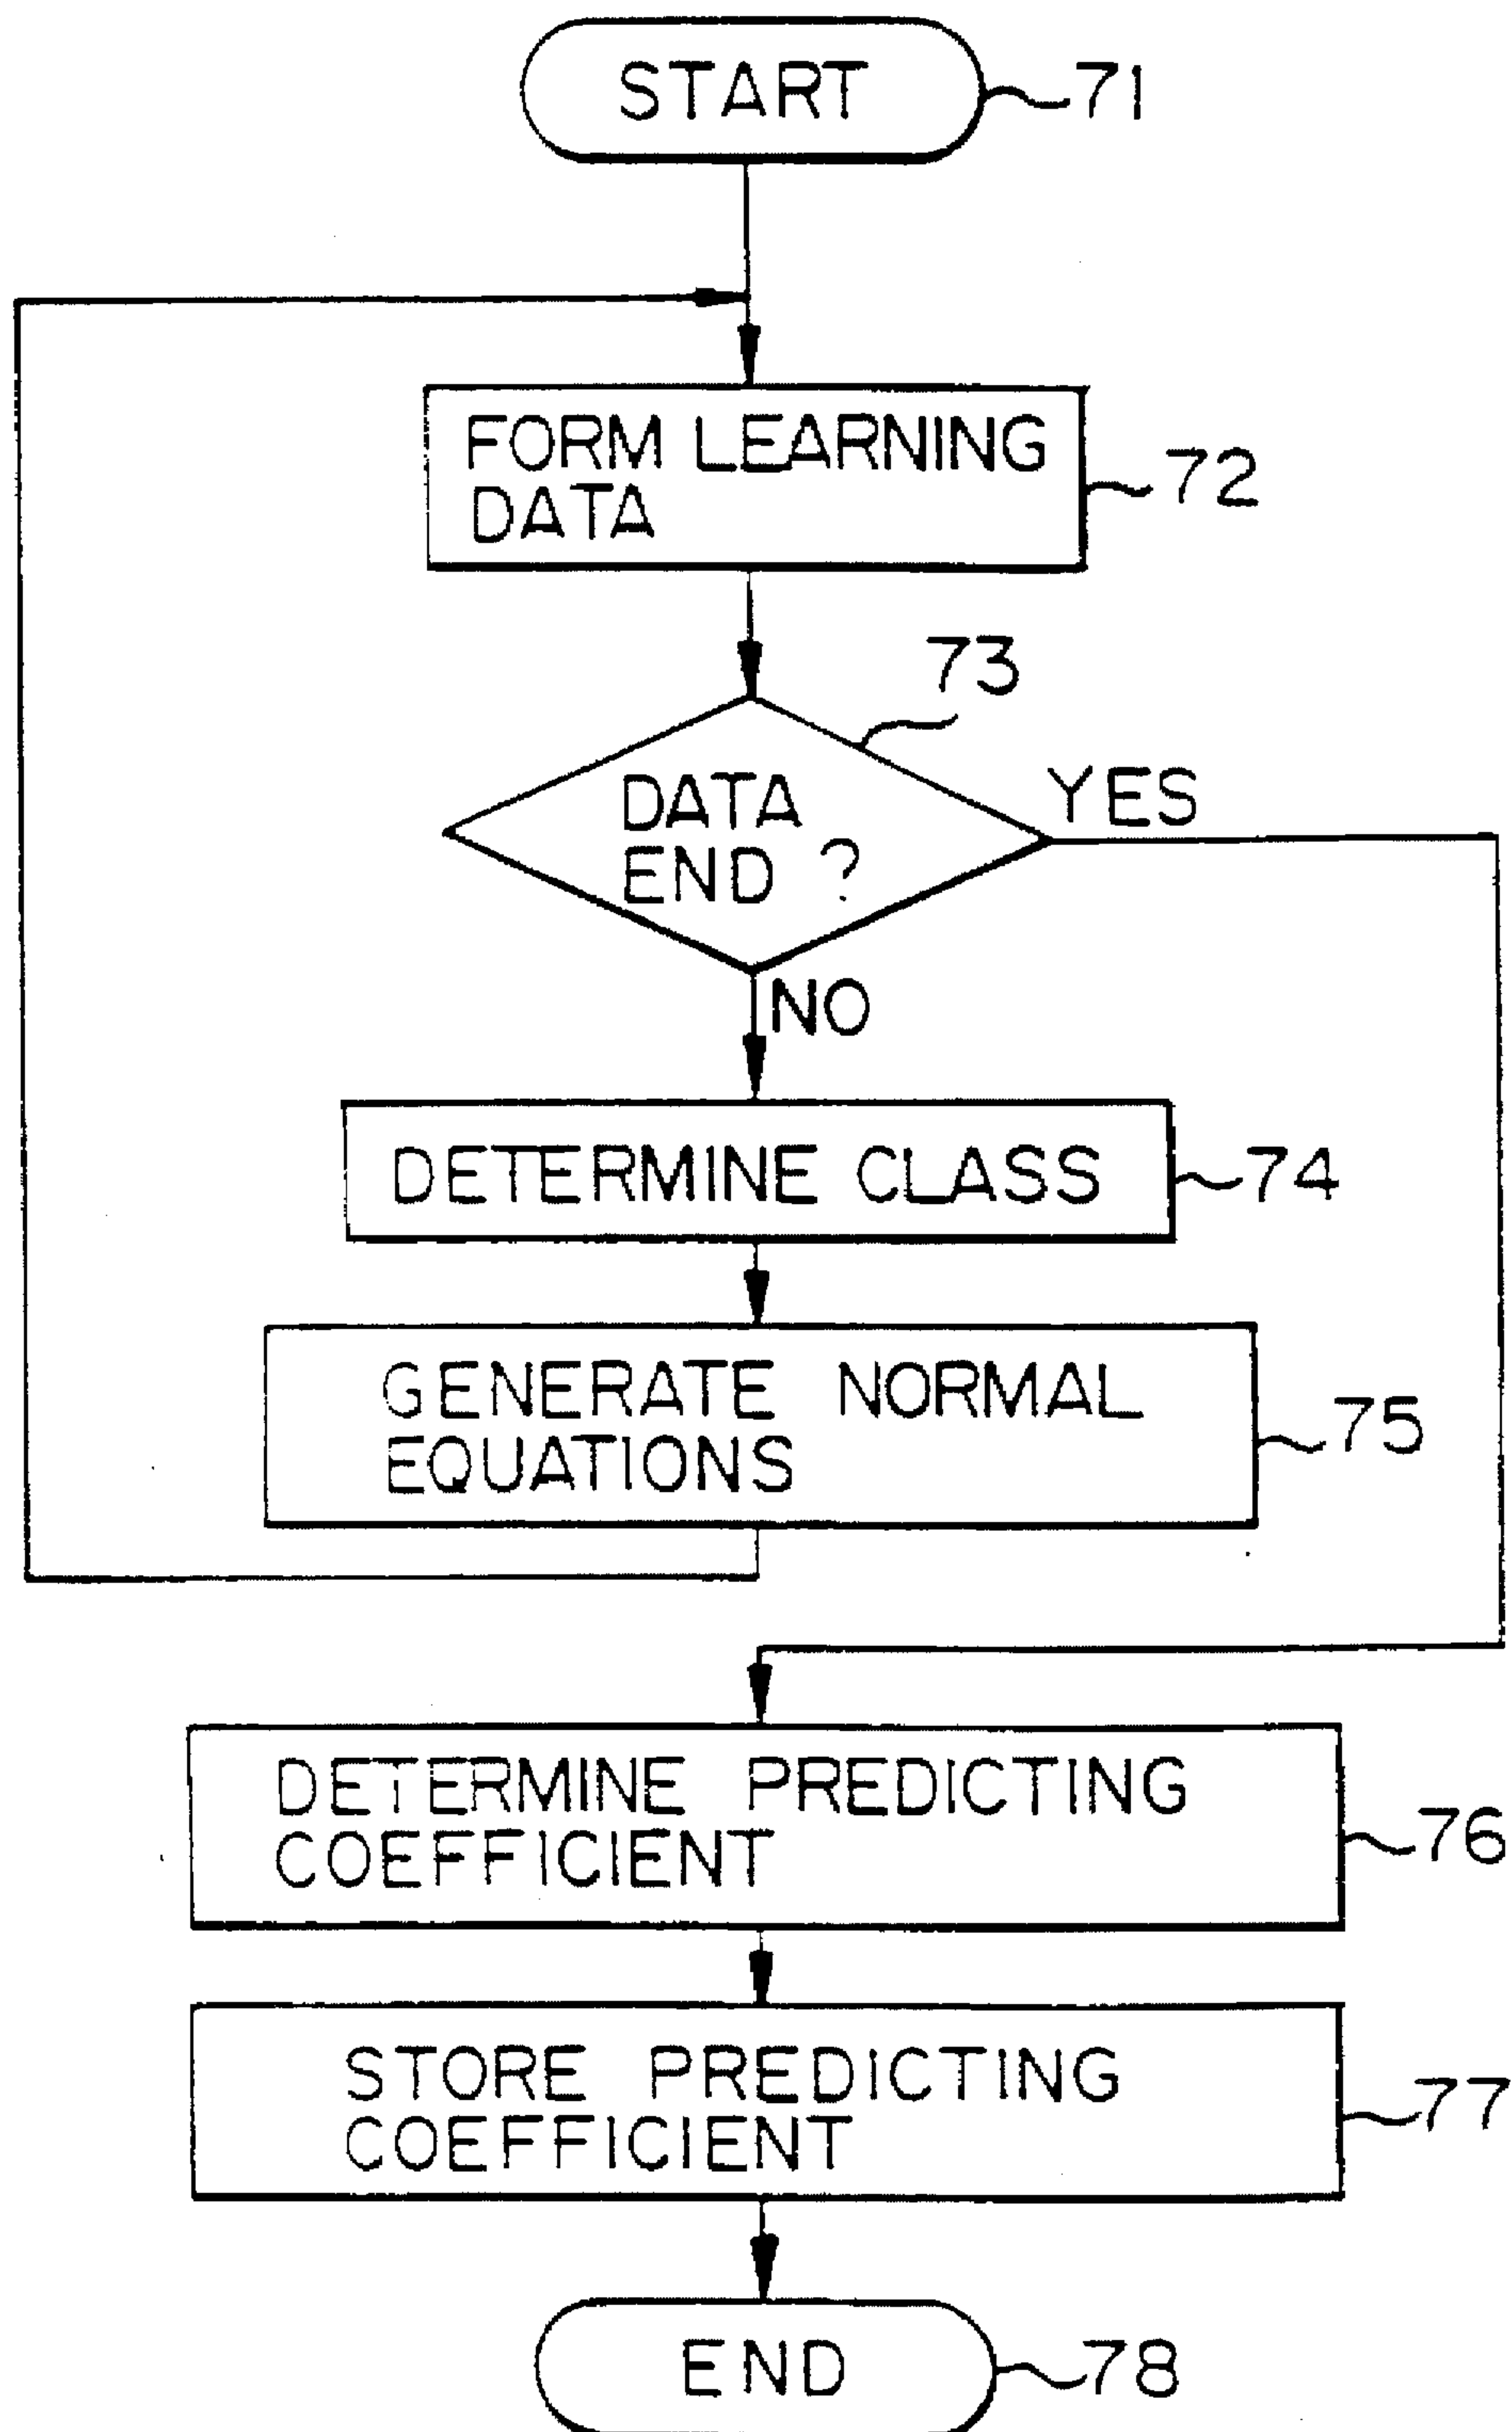 START
71
FORM LEARNING
DATA
72
73
DATA
END ?
YES
NO
DETERMINE CLASS
74
GENERATE NORMAL
EQUATIONS
75
DETERMINE PREDICTING
COEFFICIENT
76
STORE PREDICTING
COEFFICIENT
77
END
78